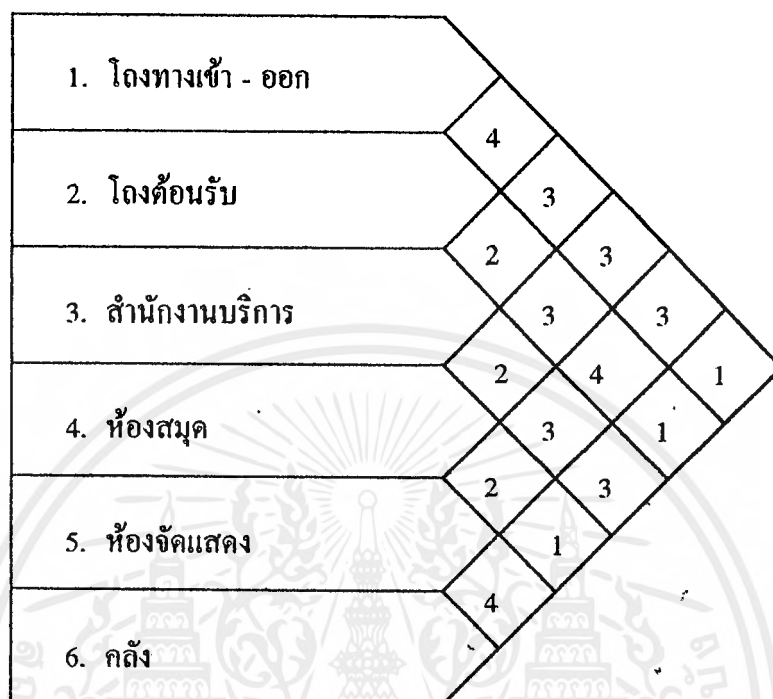 1. โถงทางเข้า - ออก
4
2. โถงต้อนรับ
3
2
3
3. สำนักงานบริการ
3
3
2
4
1
4. ห้องสมุด
3
1
2
3
5. ห้องจัดแสดง
1
4
6. คลัง